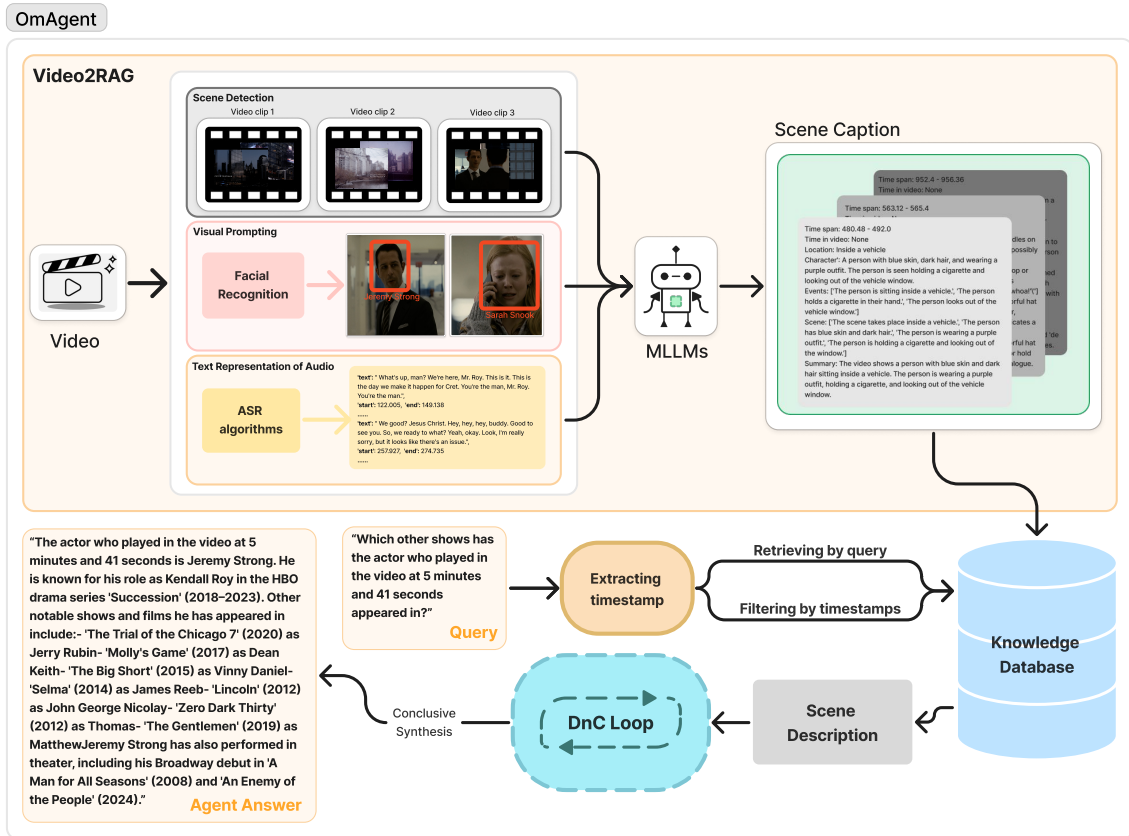 OmAgent
Video2RAG
Scene Detection
Video clip 1
Video clip 2
Video clip 3
Visual Prompting
Facial
Recognition
Jeremy Strong
Sarah Snook
Text Representation of Audio
ASR
algorithms
'text': " What's up, man? We're here, Mr. Roy. This is it. This is
the day we make it happen for Cret. You're the man, Mr. Roy.
You're the man.",
'start': 122.005, 'end': 149.138
......
'text': " We good? Jesus Christ. Hey, hey, hey, buddy. Good to
see you. So, we ready to what? Yeah, okay. Look, I'm really
sorry, but it looks like there's an issue.",
'start': 257.927, 'end': 274.735
......
Video
MLLMs
Scene Caption
Time span: 952.4 - 956.36
Time in video: None
Time span: 563.12 - 565.4
Time span: 480.48 - 492.0
Time in video: None
Location: Inside a vehicle
Character': A person with blue skin, dark hair, and wearing a
purple outfit. The person is seen holding a cigarette and
looking out of the vehicle window.
Events: ['The person is sitting inside a vehicle.', 'The person
holds a cigarette in their hand.', 'The person looks out of the
vehicle window.']
Scene: ['The scene takes place inside a vehicle.', 'The person
has blue skin and dark hair.', 'The person is wearing a purple
outfit.', 'The person is holding a cigarette and looking out of
the window.']
Summary: The video shows a person with blue skin and dark
hair sitting inside a vehicle. The person is wearing a purple
outfit, holding a cigarette, and looking out of the vehicle
window.
"The actor who played in the video at 5
minutes and 41 seconds is Jeremy Strong. He
is known for his role as Kendall Roy in the HBO
drama series 'Succession' (2018–2023). Other
notable shows and films he has appeared in
include:- 'The Trial of the Chicago 7' (2020) as
Jerry Rubin- 'Molly's Game' (2017) as Dean
Keith- 'The Big Short' (2015) as Vinny Daniel-
'Selma' (2014) as James Reeb- 'Lincoln' (2012)
as John George Nicolay- 'Zero Dark Thirty'
(2012) as Thomas- 'The Gentlemen' (2019) as
MatthewJeremy Strong has also performed in
theater, including his Broadway debut in 'A
Man for All Seasons' (2008) and 'An Enemy of
the People' (2024)."
Agent Answer
"Which other shows has
the actor who played in
the video at 5 minutes
and 41 seconds
appeared in?"
Query
Extracting
timestamp
Retrieving by query
Filtering by timestamps
Knowledge
Database
Scene
Description
DnC Loop
Conclusive
Synthesis